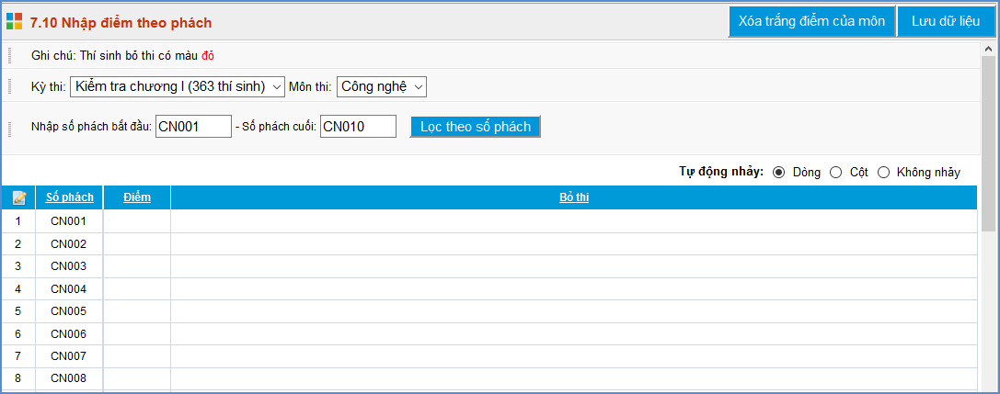 7.10 Nhập điểm theo phách
Xóa trắng điểm của môn
Lưu dữ liệu
Ghi chú: Thí sinh bỏ thi có màu đỏ
Kỳ thi: Kiểm tra chương I (363 thí sinh) Môn thi: Công nghệ
Nhập số phách bắt đầu: CN001 - Số phách cuối: CN010 Lọc theo số phách
Tự động nhảy: Dòng Cột Không nhảy
Số phách Điểm Bỏ thi
1 CN001
2 CN002
3 CN003
4 CN004
5 CN005
6 CN006
7 CN007
8 CN008